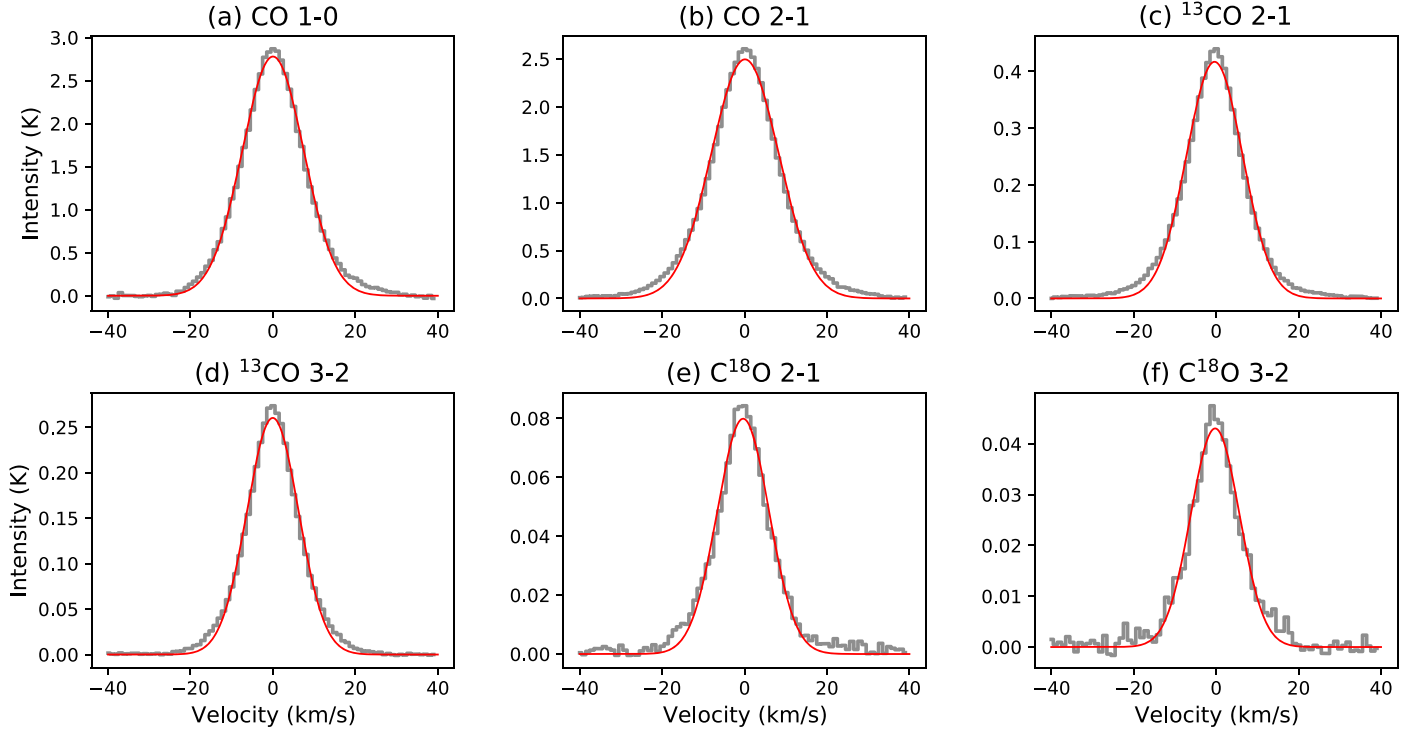 (a) CO 1-0
(b) CO 2-1
(c) ¹³CO 2-1
Intensity (K)
3.0
2.5
2.0
1.5
1.0
0.5
0.0
−40 −20 0 20 40
2.5
2.0
1.5
1.0
0.5
0.0
−40 −20 0 20 40
0.4
0.3
0.2
0.1
0.0
−40 −20 0 20 40
(d) ¹³CO 3-2
(e) C¹⁸O 2-1
(f) C¹⁸O 3-2
Intensity (K)
0.25
0.20
0.15
0.10
0.05
0.00
−40 −20 0 20 40
Velocity (km/s)
0.08
0.06
0.04
0.02
0.00
−40 −20 0 20 40
Velocity (km/s)
0.04
0.03
0.02
0.01
0.00
−40 −20 0 20 40
Velocity (km/s)